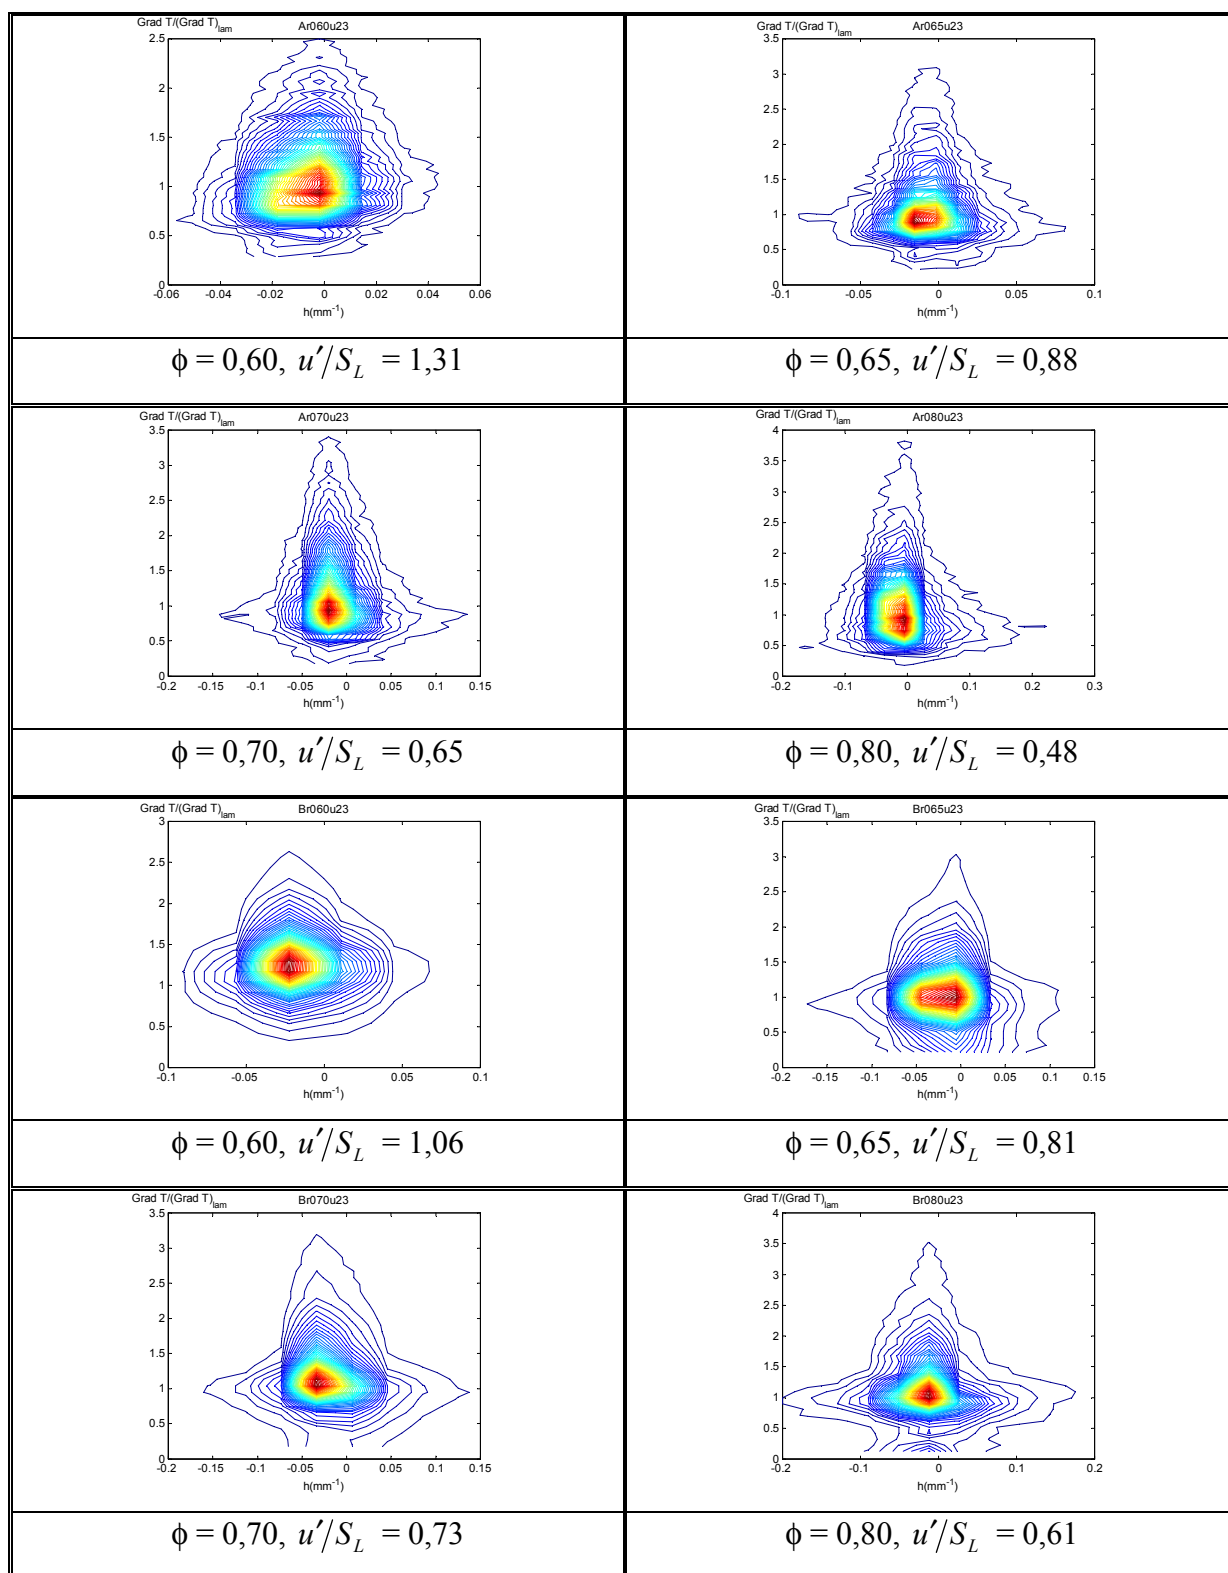 Grad T/(Grad T)lam Ar060u23
2.5
2
1.5
1
0.5
0
-0.06 -0.04 -0.02 0 0.02 0.04 0.06
h(mm-1)
Grad T/(Grad T)lam Ar065u23
3.5
3
2.5
2
1.5
1
0.5
0
-0.1 -0.05 0 0.05 0.1
h(mm-1)
ϕ = 0,60, u′/S_L = 1,31
ϕ = 0,65, u′/S_L = 0,88
Grad T/(Grad T)lam Ar070u23
3.5
3
2.5
2
1.5
1
0.5
0
-0.2 -0.15 -0.1 -0.05 0 0.05 0.1 0.15
h(mm-1)
Grad T/(Grad T)lam Ar080u23
4
3.5
3
2.5
2
1.5
1
0.5
0
-0.2 -0.1 0 0.1 0.2 0.3
h(mm-1)
ϕ = 0,70, u′/S_L = 0,65
ϕ = 0,80, u′/S_L = 0,48
Grad T/(Grad T)lam Br060u23
3
2.5
2
1.5
1
0.5
0
-0.1 -0.05 0 0.05 0.1
h(mm-1)
Grad T/(Grad T)lam Br065u23
3.5
3
2.5
2
1.5
1
0.5
0
-0.2 -0.15 -0.1 -0.05 0 0.05 0.1 0.15
h(mm-1)
ϕ = 0,60, u′/S_L = 1,06
ϕ = 0,65, u′/S_L = 0,81
Grad T/(Grad T)lam Br070u23
3.5
3
2.5
2
1.5
1
0.5
0
-0.2 -0.15 -0.1 -0.05 0 0.05 0.1 0.15
h(mm-1)
Grad T/(Grad T)lam Br080u23
4
3.5
3
2.5
2
1.5
1
0.5
0
-0.2 -0.1 0 0.1 0.2
h(mm-1)
ϕ = 0,70, u′/S_L = 0,73
ϕ = 0,80, u′/S_L = 0,61